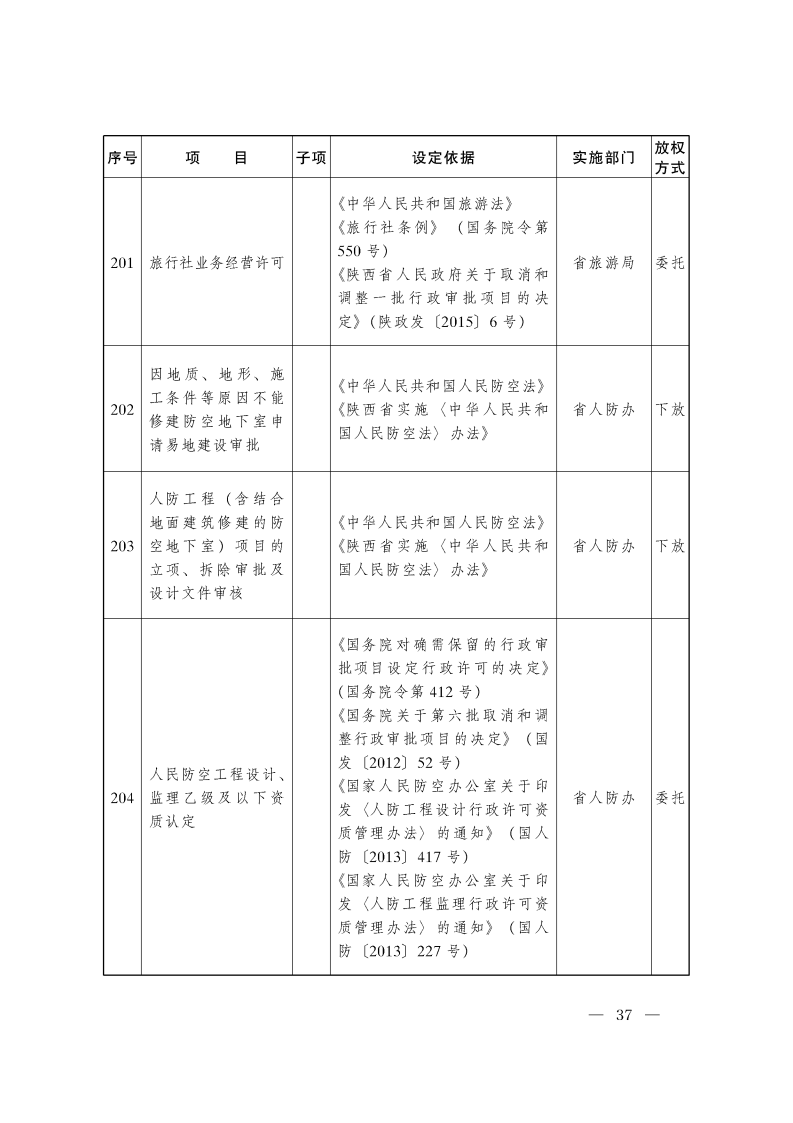 序号 项 目 子项 设定依据 实施部门 放权方式
201 旅行社业务经营许可
《中华人民共和国旅游法》
《旅行社条例》（国务院令第
550 号）
《陕西省人民政府关于取消和
调整一批行政审批项目的决
定》（陕政发〔2015〕6 号）
省旅游局 委托
202
因地质、地形、施
工条件等原因不能
修建防空地下室申
请易地建设审批
《中华人民共和国人民防空法》
《陕西省实施〈中华人民共和
国人民防空法〉办法》
省人防办 下放
203
人防工程（含结合
地面建筑修建的防
空地下室）项目的
立项、拆除审批及
设计文件审核
《中华人民共和国人民防空法》
《陕西省实施〈中华人民共和
国人民防空法〉办法》
省人防办 下放
204
人民防空工程设计、
监理乙级及以下资
质认定
《国务院对确需保留的行政审
批项目设定行政许可的决定》
（国务院令第 412 号）
《国务院关于第六批取消和调
整行政审批项目的决定》（国
发〔2012〕52 号）
《国家人民防空办公室关于印
发〈人防工程设计行政许可资
质管理办法〉的通知》（国人
防〔2013〕417 号）
《国家人民防空办公室关于印
发〈人防工程监理行政许可资
质管理办法〉的通知》（国人
防〔2013〕227 号）
省人防办 委托
— 37 —